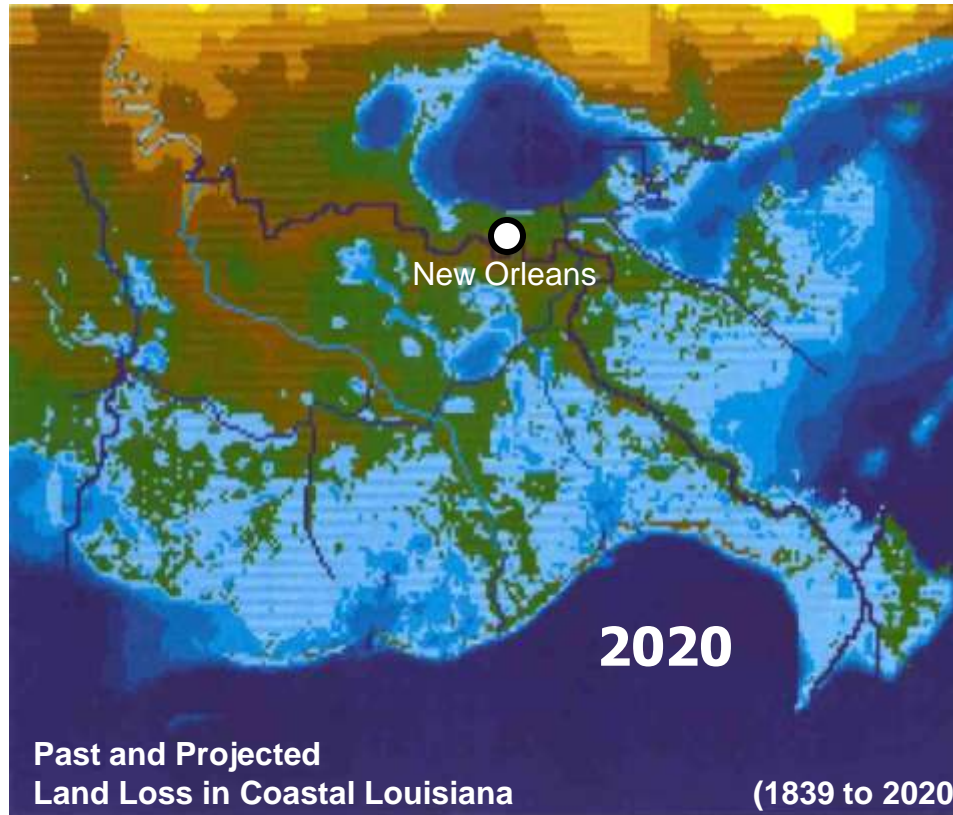 New Orleans
2020
Past and Projected
Land Loss in Coastal Louisiana
(1839 to 2020